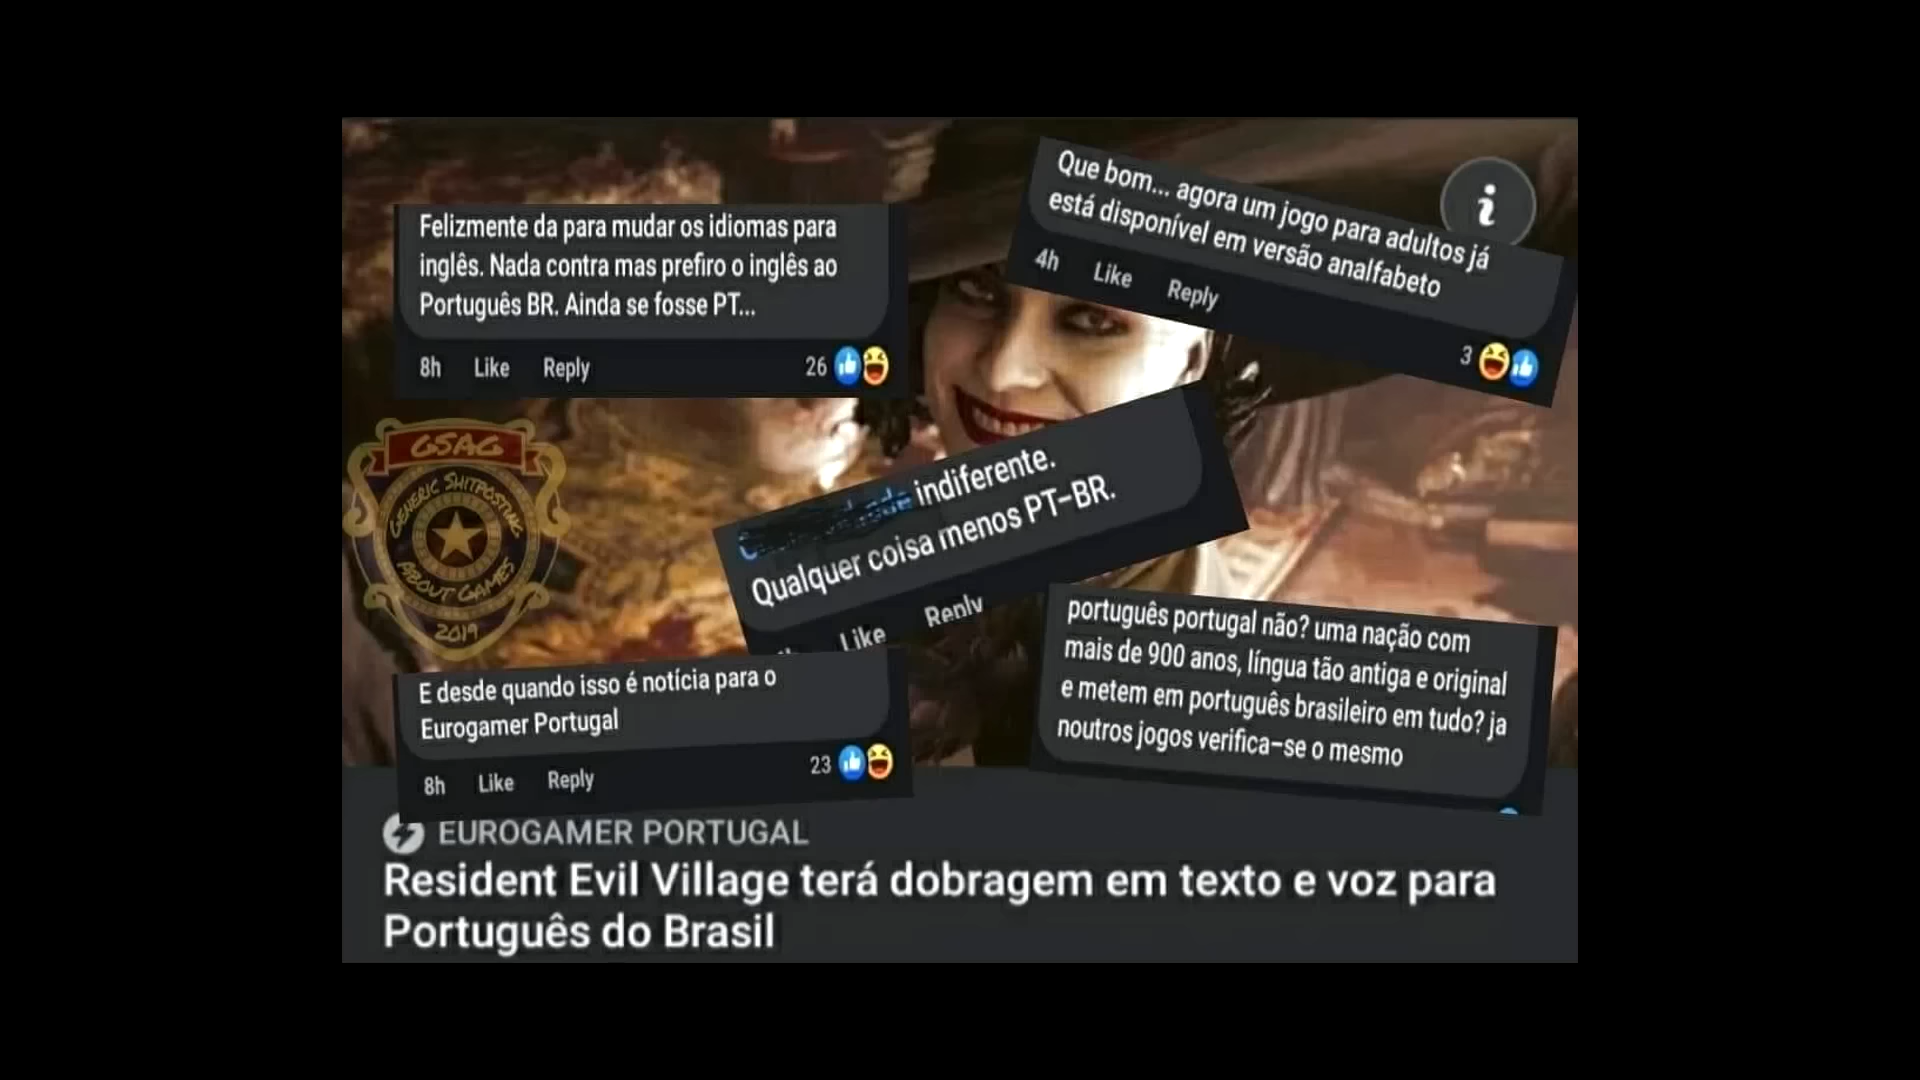 Felizmente da para mudar os idiomas para
inglês. Nada contra mas prefiro o inglês ao
Português BR. Ainda se fosse PT...
8h Like Reply 26
Que bom... agora um jogo para adultos já
está disponível em versão analfabeto
4h Like Reply
3
i
GSAG
GENERIC SHITPOSTING
ABOUT GAMES
2019
indiferente.
Qualquer coisa menos PT-BR.
Like Reply
português portugal não? uma nação com
mais de 900 anos, língua tão antiga e original
e metem em português brasileiro em tudo? ja
noutros jogos verifica-se o mesmo
E desde quando isso é notícia para o
Eurogamer Portugal
8h Like Reply 23
EUROGAMER PORTUGAL
Resident Evil Village terá dobragem em texto e voz para
Português do Brasil